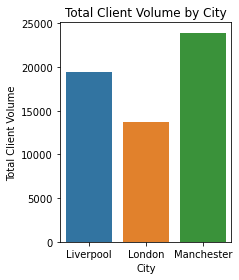 Total Client Volume by City
Total Client Volume
25000
20000
15000
10000
5000
0
Liverpool London Manchester
City